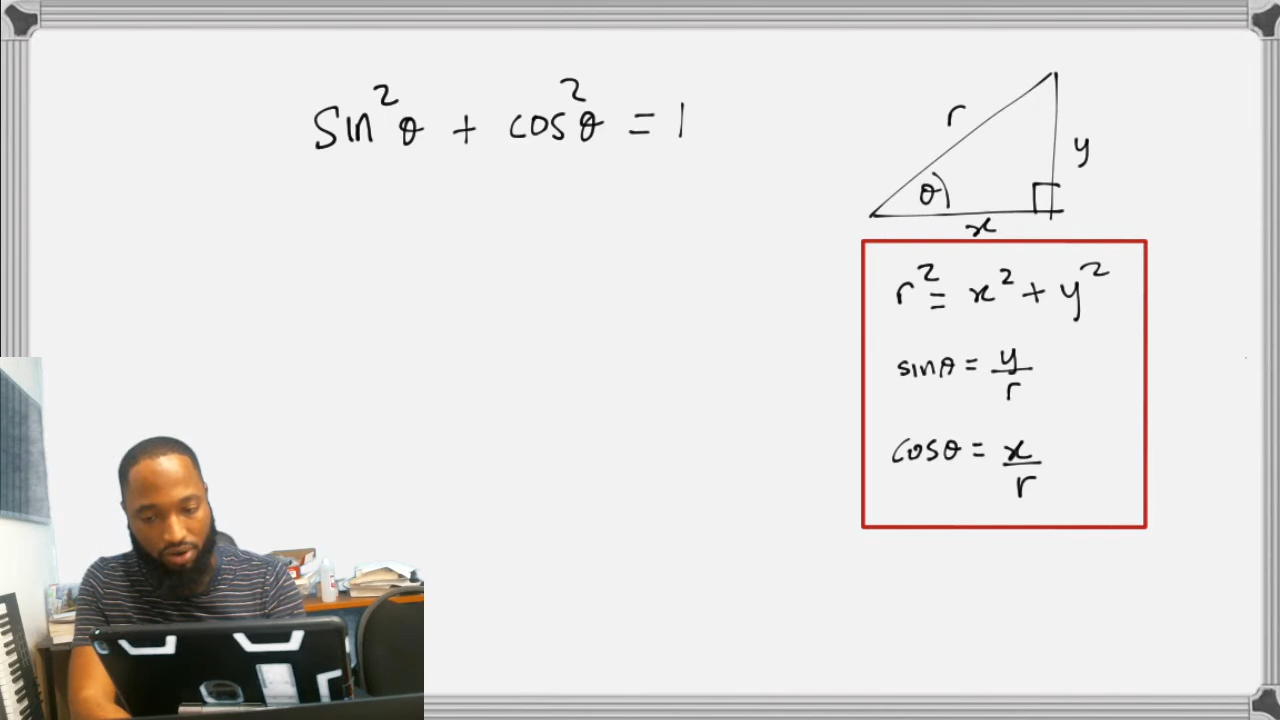 sin²θ + cos²θ = 1
r
y
θ
x
r² = x² + y²
sinθ = y/r
cosθ = x/r